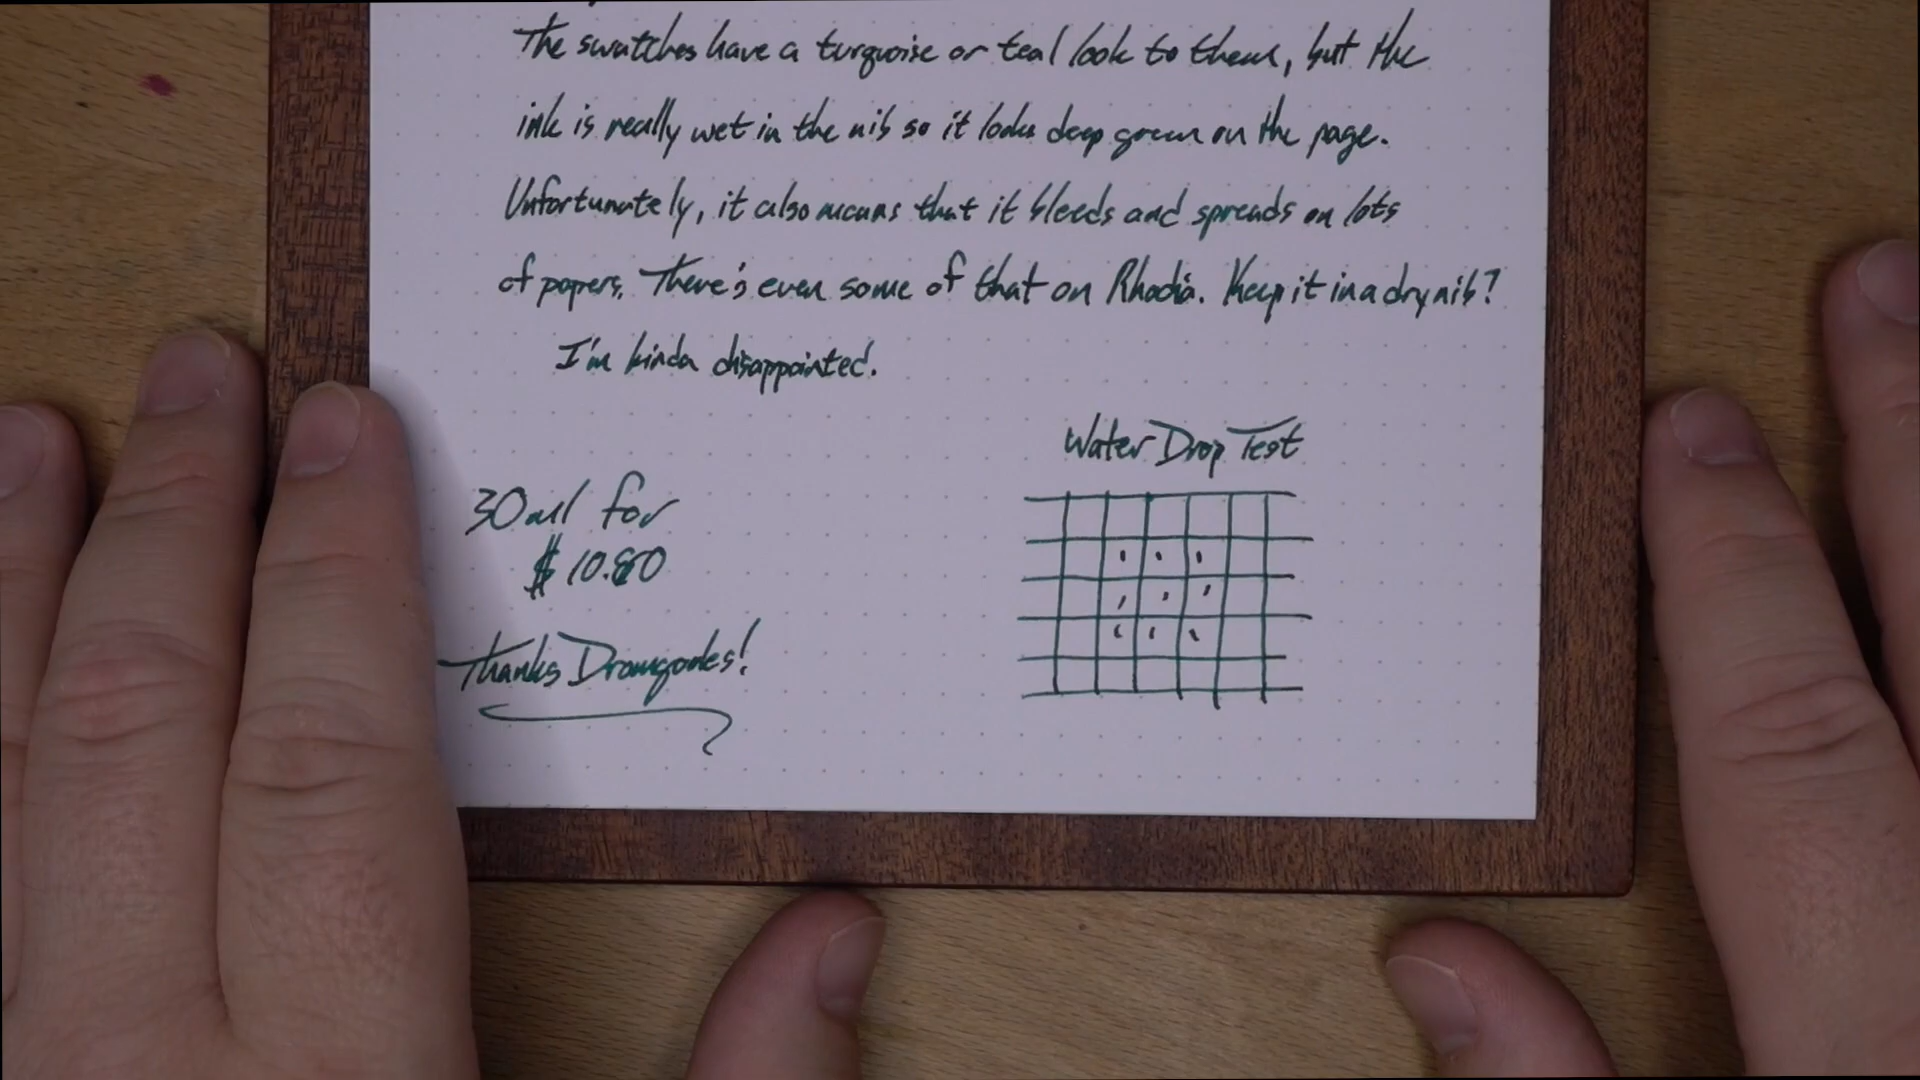 The swatches have a turquoise or teal look to them, but the
ink is really wet in the nib so it looks deep green on the page.
Unfortunately, it also means that it bleeds and spreads on lots
of papers. There's even some of that on Rhodia. Keep it in a dry nib?
I'm kinda disappointed.
Water Drop Test
30ml for
$10.80
Thanks Dromgooles!